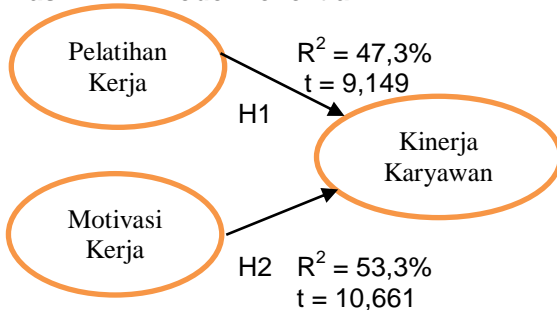 Pelatihan
Kerja
R² = 47,3%
t = 9,149
H1
Kinerja
Karyawan
Motivasi
Kerja
H2 R² = 53,3%
t = 10,661